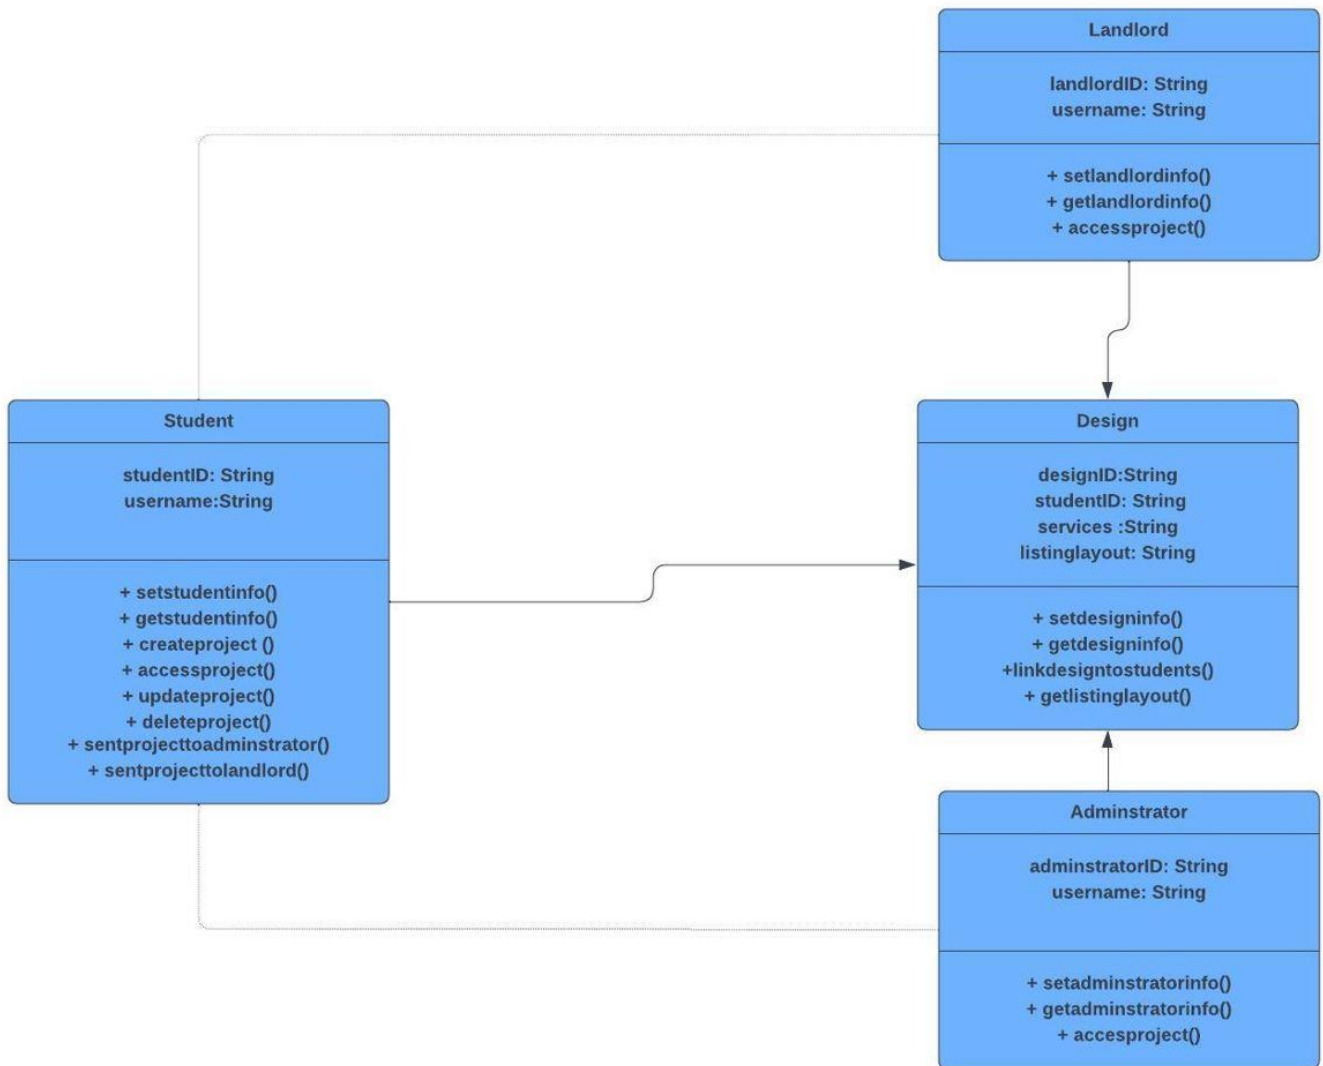 Landlord
landlordID: String
username: String
+ setlandlordinfo()
+ getlandlordinfo()
+ accessproject()
Student
studentID: String
username:String
+ setstudentinfo()
+ getstudentinfo()
+ createproject ()
+ accessproject()
+ updateproject()
+ deleteproject()
+ sentprojecttoadminstrator()
+ sentprojecttolandlord()
Design
designID:String
studentID: String
services :String
listinglayout: String
+ setdesigninfo()
+ getdesigninfo()
+linkdesigntostudents()
+ getlistinglayout()
Adminstrator
adminstratorID: String
username: String
+ setadminstratorinfo()
+ getadminstratorinfo()
+ accesproject()